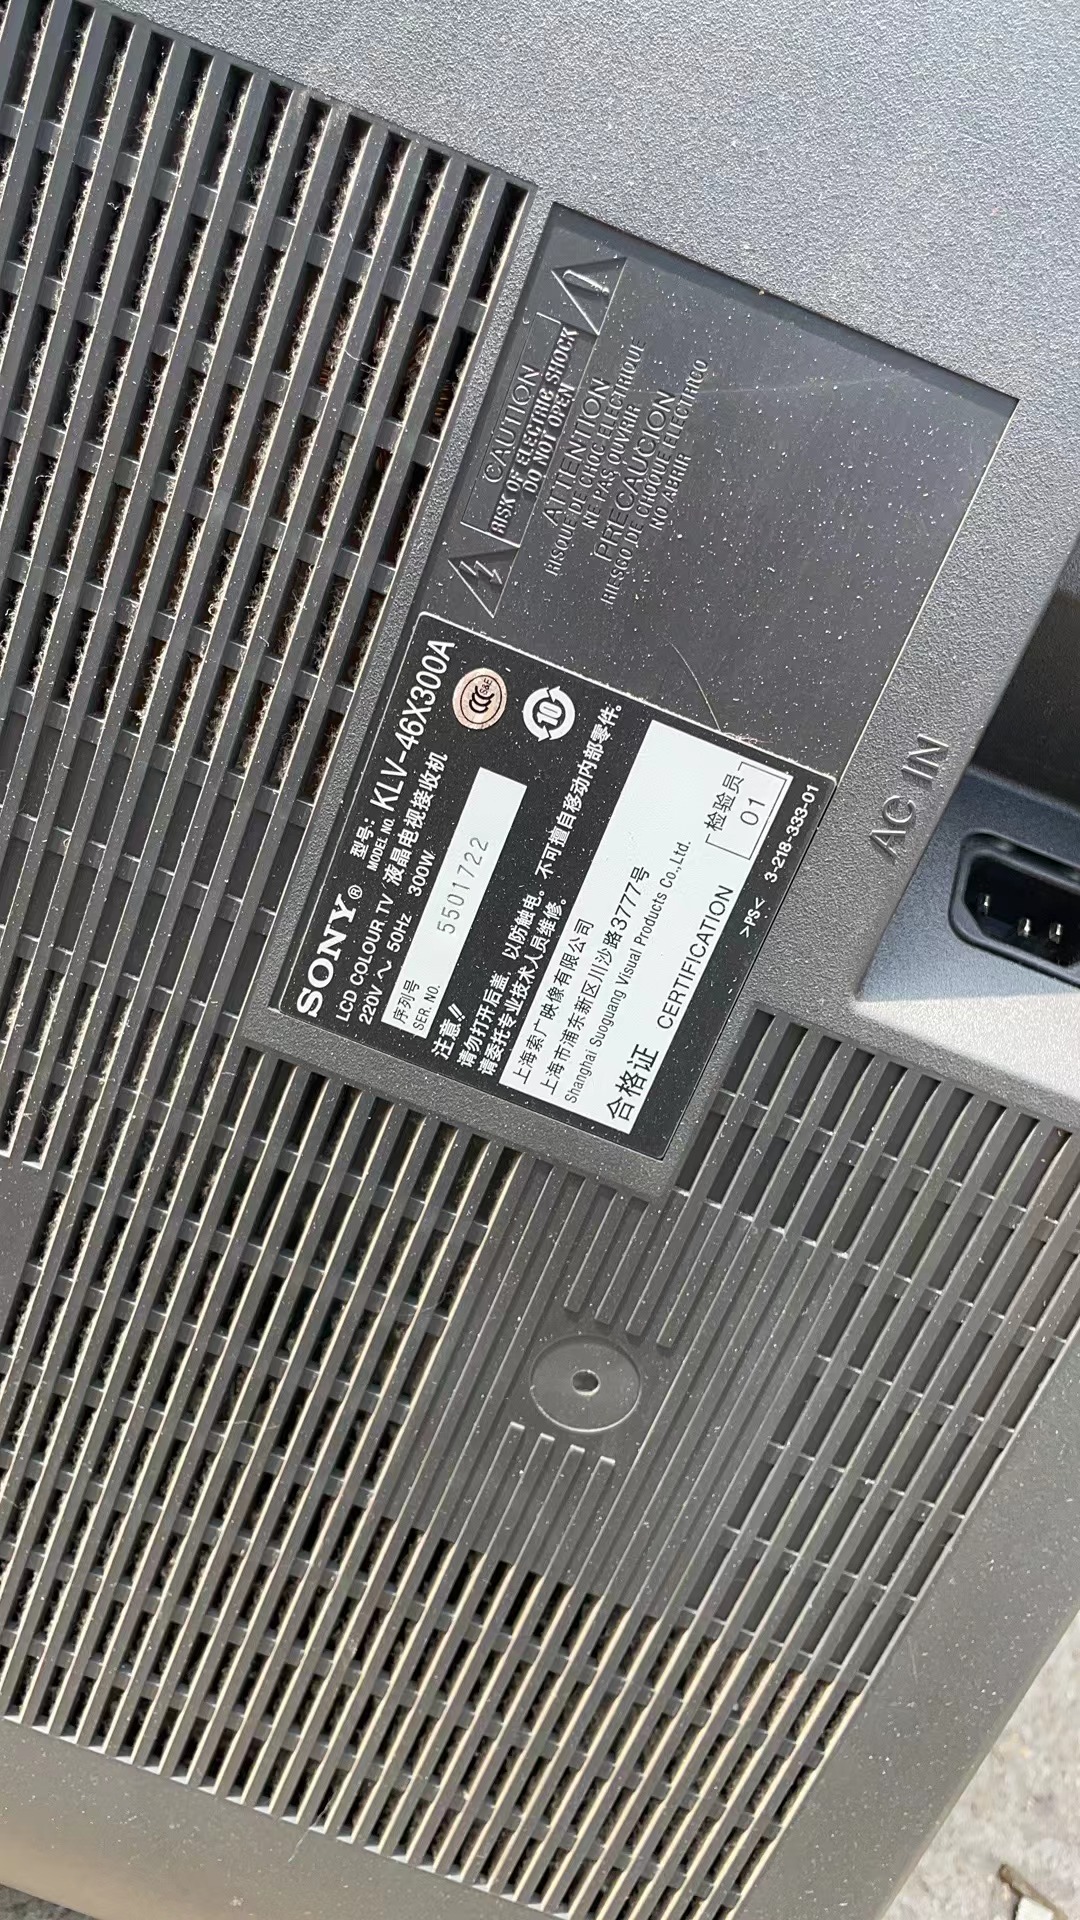 CAUTION
RISK OF ELECTRIC SHOCK
DO NOT OPEN
ATTENTION
RISQUE DE CHOC ELECTRIQUE
NE PAS OUVRIR
PRECAUCION
RIESGO DE CHOQUE ELECTRICO
NO ABRIR
SONY® 型号: KLV-46X300A
MODEL NO.
LCD COLOUR TV/液晶电视接收机
220V ~ 50Hz 300W
序列号
SER. NO. 5501722
CCC S&E
10
注意!!
请勿打开后盖, 以防触电。不可擅自移动内部零件。
请委托专业技术人员维修。
上海索广映像有限公司
上海市浦东新区川沙路3777号
Shanghai Suoguang Visual Products Co.,Ltd.
合格证 CERTIFICATION
检验员
01
>PS< 3-218-333-01
AC IN